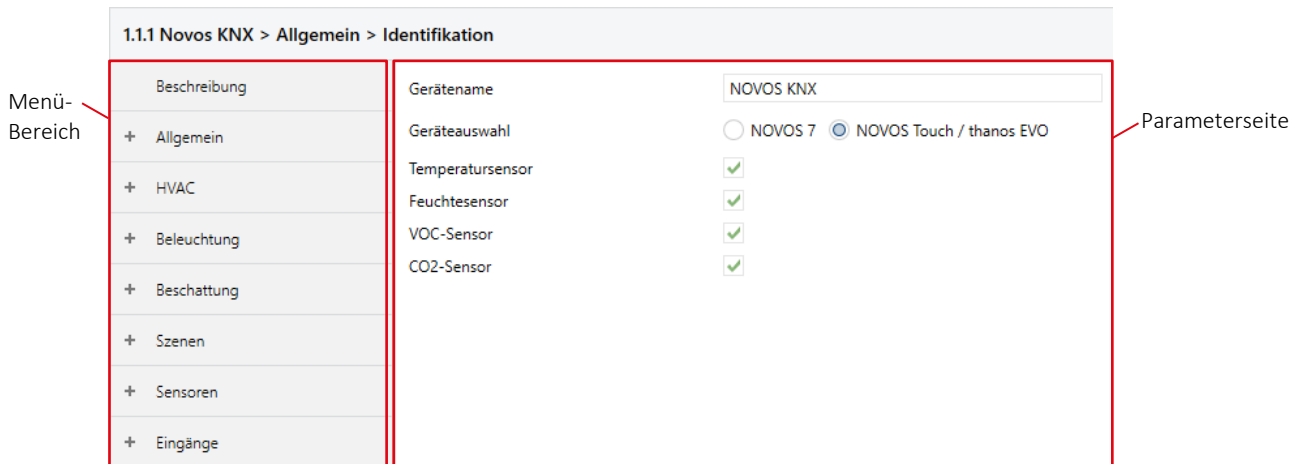 1.1.1 Novos KNX > Allgemein > Identifikation
Menü-
Bereich
Beschreibung
+ Allgemein
+ HVAC
+ Beleuchtung
+ Beschattung
+ Szenen
+ Sensoren
+ Eingänge
Gerätename NOVOS KNX
Geräteauswahl NOVOS 7 NOVOS Touch / thanos EVO
Temperatursensor
Feuchtesensor
VOC-Sensor
CO2-Sensor
Parameterseite